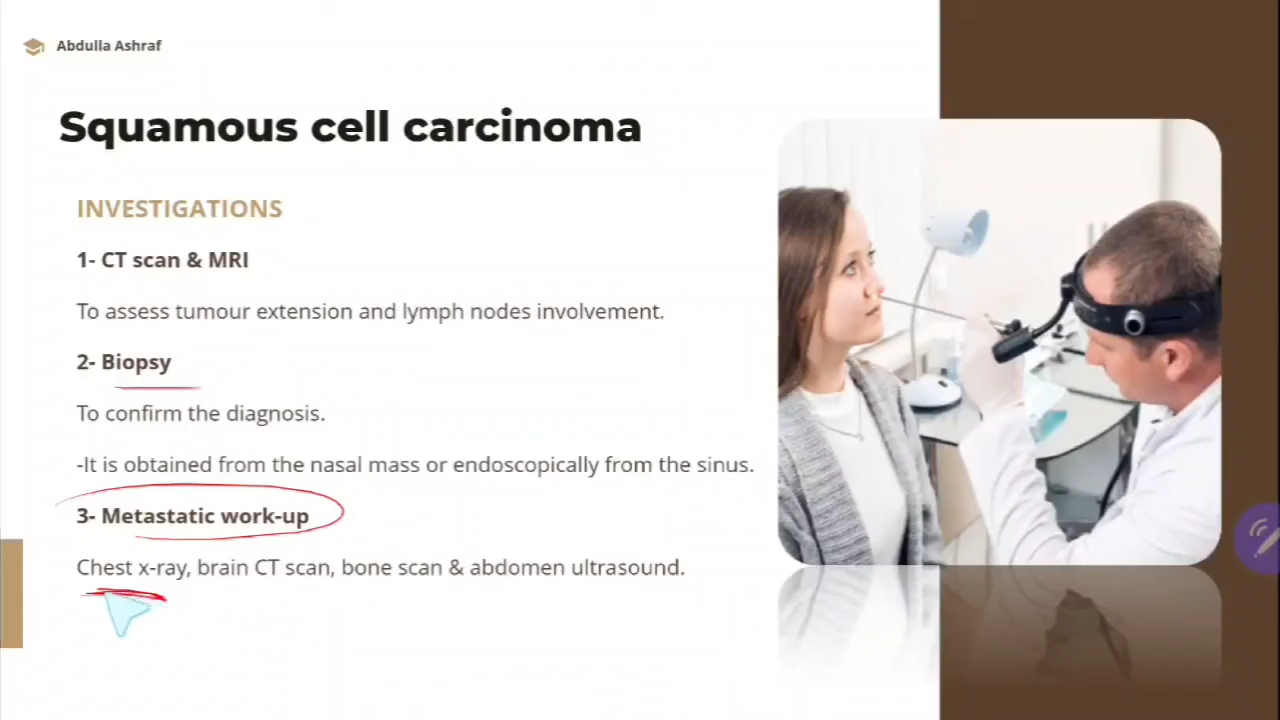 Abdulla Ashraf
Squamous cell carcinoma
INVESTIGATIONS
1- CT scan & MRI
To assess tumour extension and lymph nodes involvement.
2- Biopsy
To confirm the diagnosis.
-It is obtained from the nasal mass or endoscopically from the sinus.
3- Metastatic work-up
Chest x-ray, brain CT scan, bone scan & abdomen ultrasound.